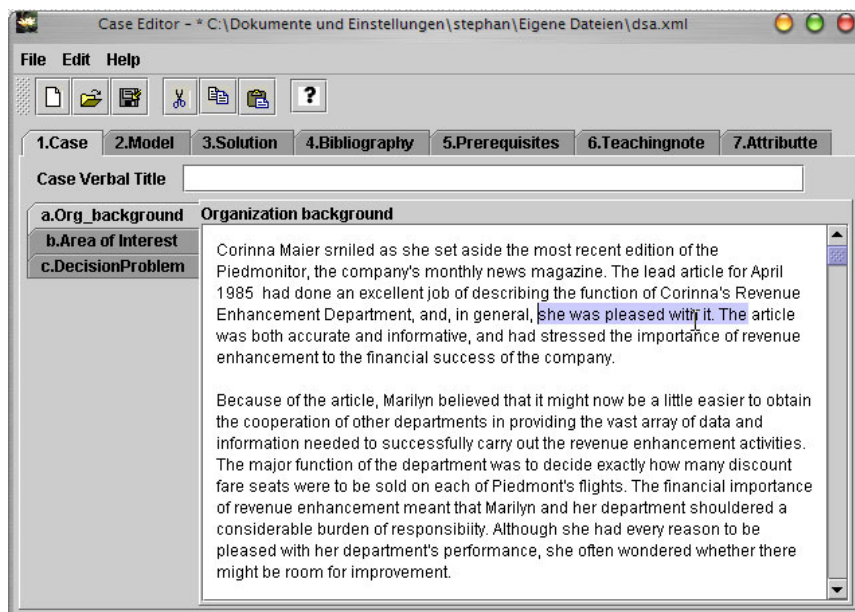 Case Editor - * C:\Dokumente und Einstellungen\stephan\Eigene Dateien\dsa.xml
File Edit Help
?
1.Case 2.Model 3.Solution 4.Bibliography 5.Prerequisites 6.Teachingnote 7.Attributte
Case Verbal Title
a.Org_background
b.Area of Interest
c.DecisionProblem
Organization background
Corinna Maier srniled as she set aside the most recent edition of the
Piedmonitor, the company's monthly news magazine. The lead article for April
1985 had done an excellent job of describing the function of Corinna's Revenue
Enhancement Department, and, in general, she was pleased with it. The article
was both accurate and informative, and had stressed the importance of revenue
enhancement to the financial success of the company.
Because of the article, Marilyn believed that it might now be a little easier to obtain
the cooperation of other departments in providing the vast array of data and
information needed to successfully carry out the revenue enhancement activities.
The major function of the department was to decide exactly how many discount
fare seats were to be sold on each of Piedmont's flights. The financial importance
of revenue enhancement meant that Marilyn and her department shouldered a
considerable burden of responsibiity. Although she had every reason to be
pleased with her department's performance, she often wondered whether there
might be room for improvement.